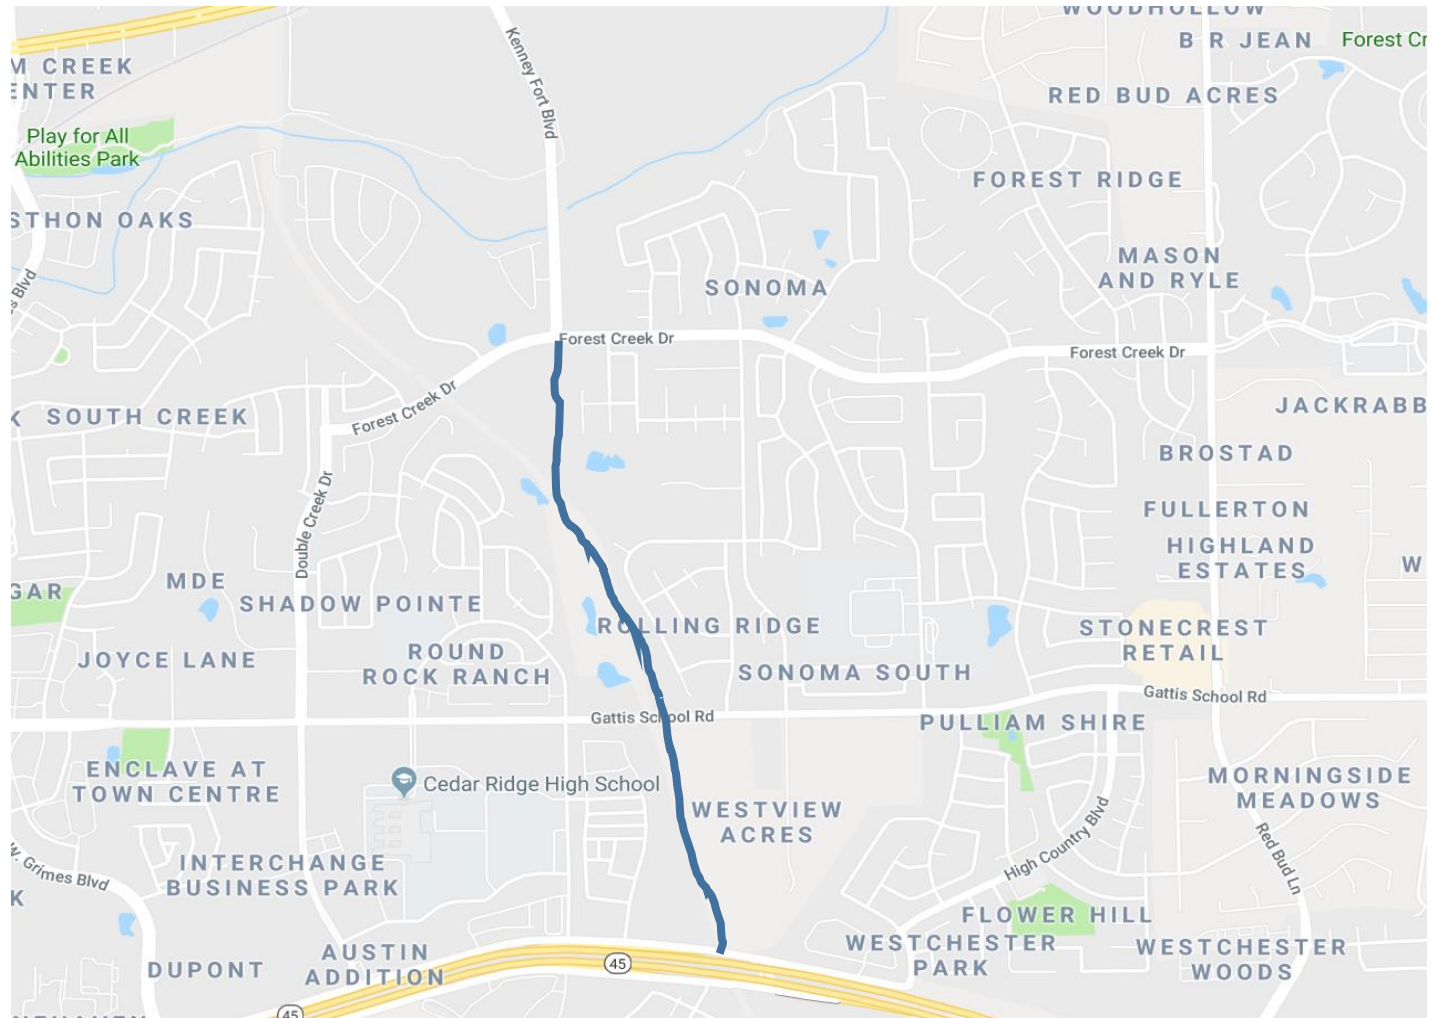 WOODHOLLOW
B R JEAN
Forest Cr
M CREEK
ENTER
Kenney Fort Blvd
RED BUD ACRES
Play for All
Abilities Park
FOREST RIDGE
STHON OAKS
MASON
AND RYLE
SONOMA
s Blvd
Forest Creek Dr
Forest Creek Dr
Forest Creek Dr
JACKRABB
K
SOUTH CREEK
BROSTAD
Double Creek Dr
FULLERTON
HIGHLAND
ESTATES
W
GAR
MDE
SHADOW POINTE
ROLLING RIDGE
STONECREST
RETAIL
JOYCE LANE
ROUND
ROCK RANCH
SONOMA SOUTH
Gattis School Rd
Gattis School Rd
PULLIAM SHIRE
ENCLAVE AT
TOWN CENTRE
Cedar Ridge High School
MORNINGSIDE
MEADOWS
WESTVIEW
ACRES
High Country Blvd
Red Bud Ln
W. Grimes Blvd
INTERCHANGE
BUSINESS PARK
K
FLOWER HILL
AUSTIN
ADDITION
WESTCHESTER
PARK
WESTCHESTER
WOODS
DUPONT
45
45